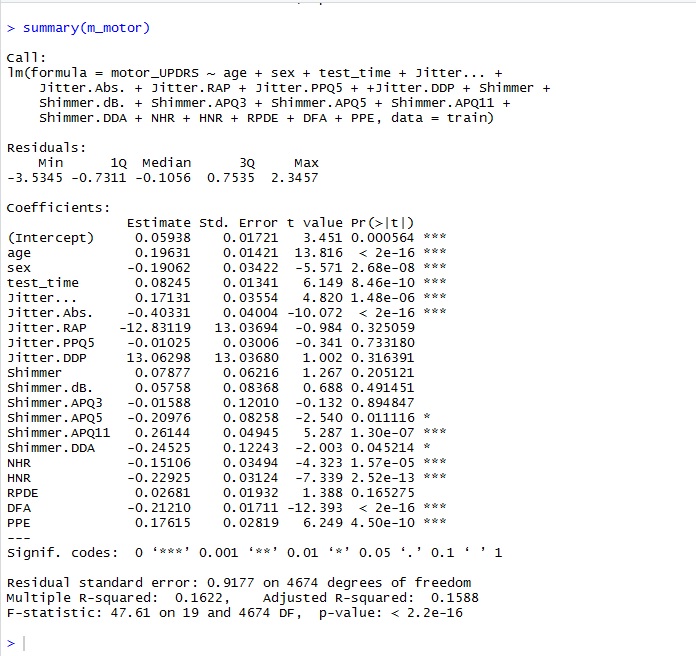 > summary(m_motor)
Call:
lm(formula = motor_UPDRS ~ age + sex + test_time + Jitter... +
    Jitter.Abs. + Jitter.RAP + Jitter.PPQ5 + +Jitter.DDP + Shimmer +
    Shimmer.dB. + Shimmer.APQ3 + Shimmer.APQ5 + Shimmer.APQ11 +
    Shimmer.DDA + NHR + HNR + RPDE + DFA + PPE, data = train)
Residuals:
    Min      1Q  Median      3Q     Max
-3.5345 -0.7311 -0.1056  0.7535  2.3457
Coefficients:
                Estimate Std. Error t value Pr(>|t|)
(Intercept)      0.05938    0.01721   3.451 0.000564 ***
age              0.19631    0.01421  13.816  < 2e-16 ***
sex             -0.19062    0.03422  -5.571 2.68e-08 ***
test_time        0.08245    0.01341   6.149 8.46e-10 ***
Jitter...        0.17131    0.03554   4.820 1.48e-06 ***
Jitter.Abs.     -0.40331    0.04004 -10.072  < 2e-16 ***
Jitter.RAP     -12.83119   13.03694  -0.984 0.325059
Jitter.PPQ5     -0.01025    0.03006  -0.341 0.733180
Jitter.DDP      13.06298   13.03680   1.002 0.316391
Shimmer          0.07877    0.06216   1.267 0.205121
Shimmer.dB.      0.05758    0.08368   0.688 0.491451
Shimmer.APQ3    -0.01588    0.12010  -0.132 0.894847
Shimmer.APQ5    -0.20976    0.08258  -2.540 0.011116 *
Shimmer.APQ11    0.26144    0.04945   5.287 1.30e-07 ***
Shimmer.DDA     -0.24525    0.12243  -2.003 0.045214 *
NHR             -0.15106    0.03494  -4.323 1.57e-05 ***
HNR             -0.22925    0.03124  -7.339 2.52e-13 ***
RPDE             0.02681    0.01932   1.388 0.165275
DFA             -0.21210    0.01711 -12.393  < 2e-16 ***
PPE              0.17615    0.02819   6.249 4.50e-10 ***
---
Signif. codes:  0 ‘***’ 0.001 ‘**’ 0.01 ‘*’ 0.05 ‘.’ 0.1 ‘ ’ 1
Residual standard error: 0.9177 on 4674 degrees of freedom
Multiple R-squared:  0.1622,    Adjusted R-squared:  0.1588
F-statistic: 47.61 on 19 and 4674 DF,  p-value: < 2.2e-16
>